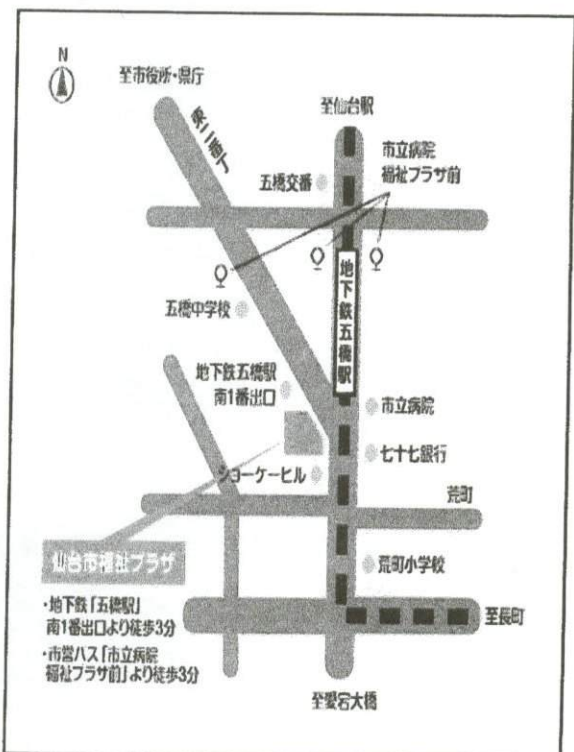 N
至市役所・県庁
東二番丁
至仙台駅
市立病院
福祉プラザ前
五橋交番
地下鉄五橋駅
五橋中学校
地下鉄五橋駅
南1番出口
市立病院
七十七銀行
ショーケービル
荒町
仙台市福祉プラザ
荒町小学校
・地下鉄「五橋駅」
南1番出口より徒歩3分
至長町
・市営バス「市立病院
福祉プラザ前」より徒歩3分
至愛宕大橋